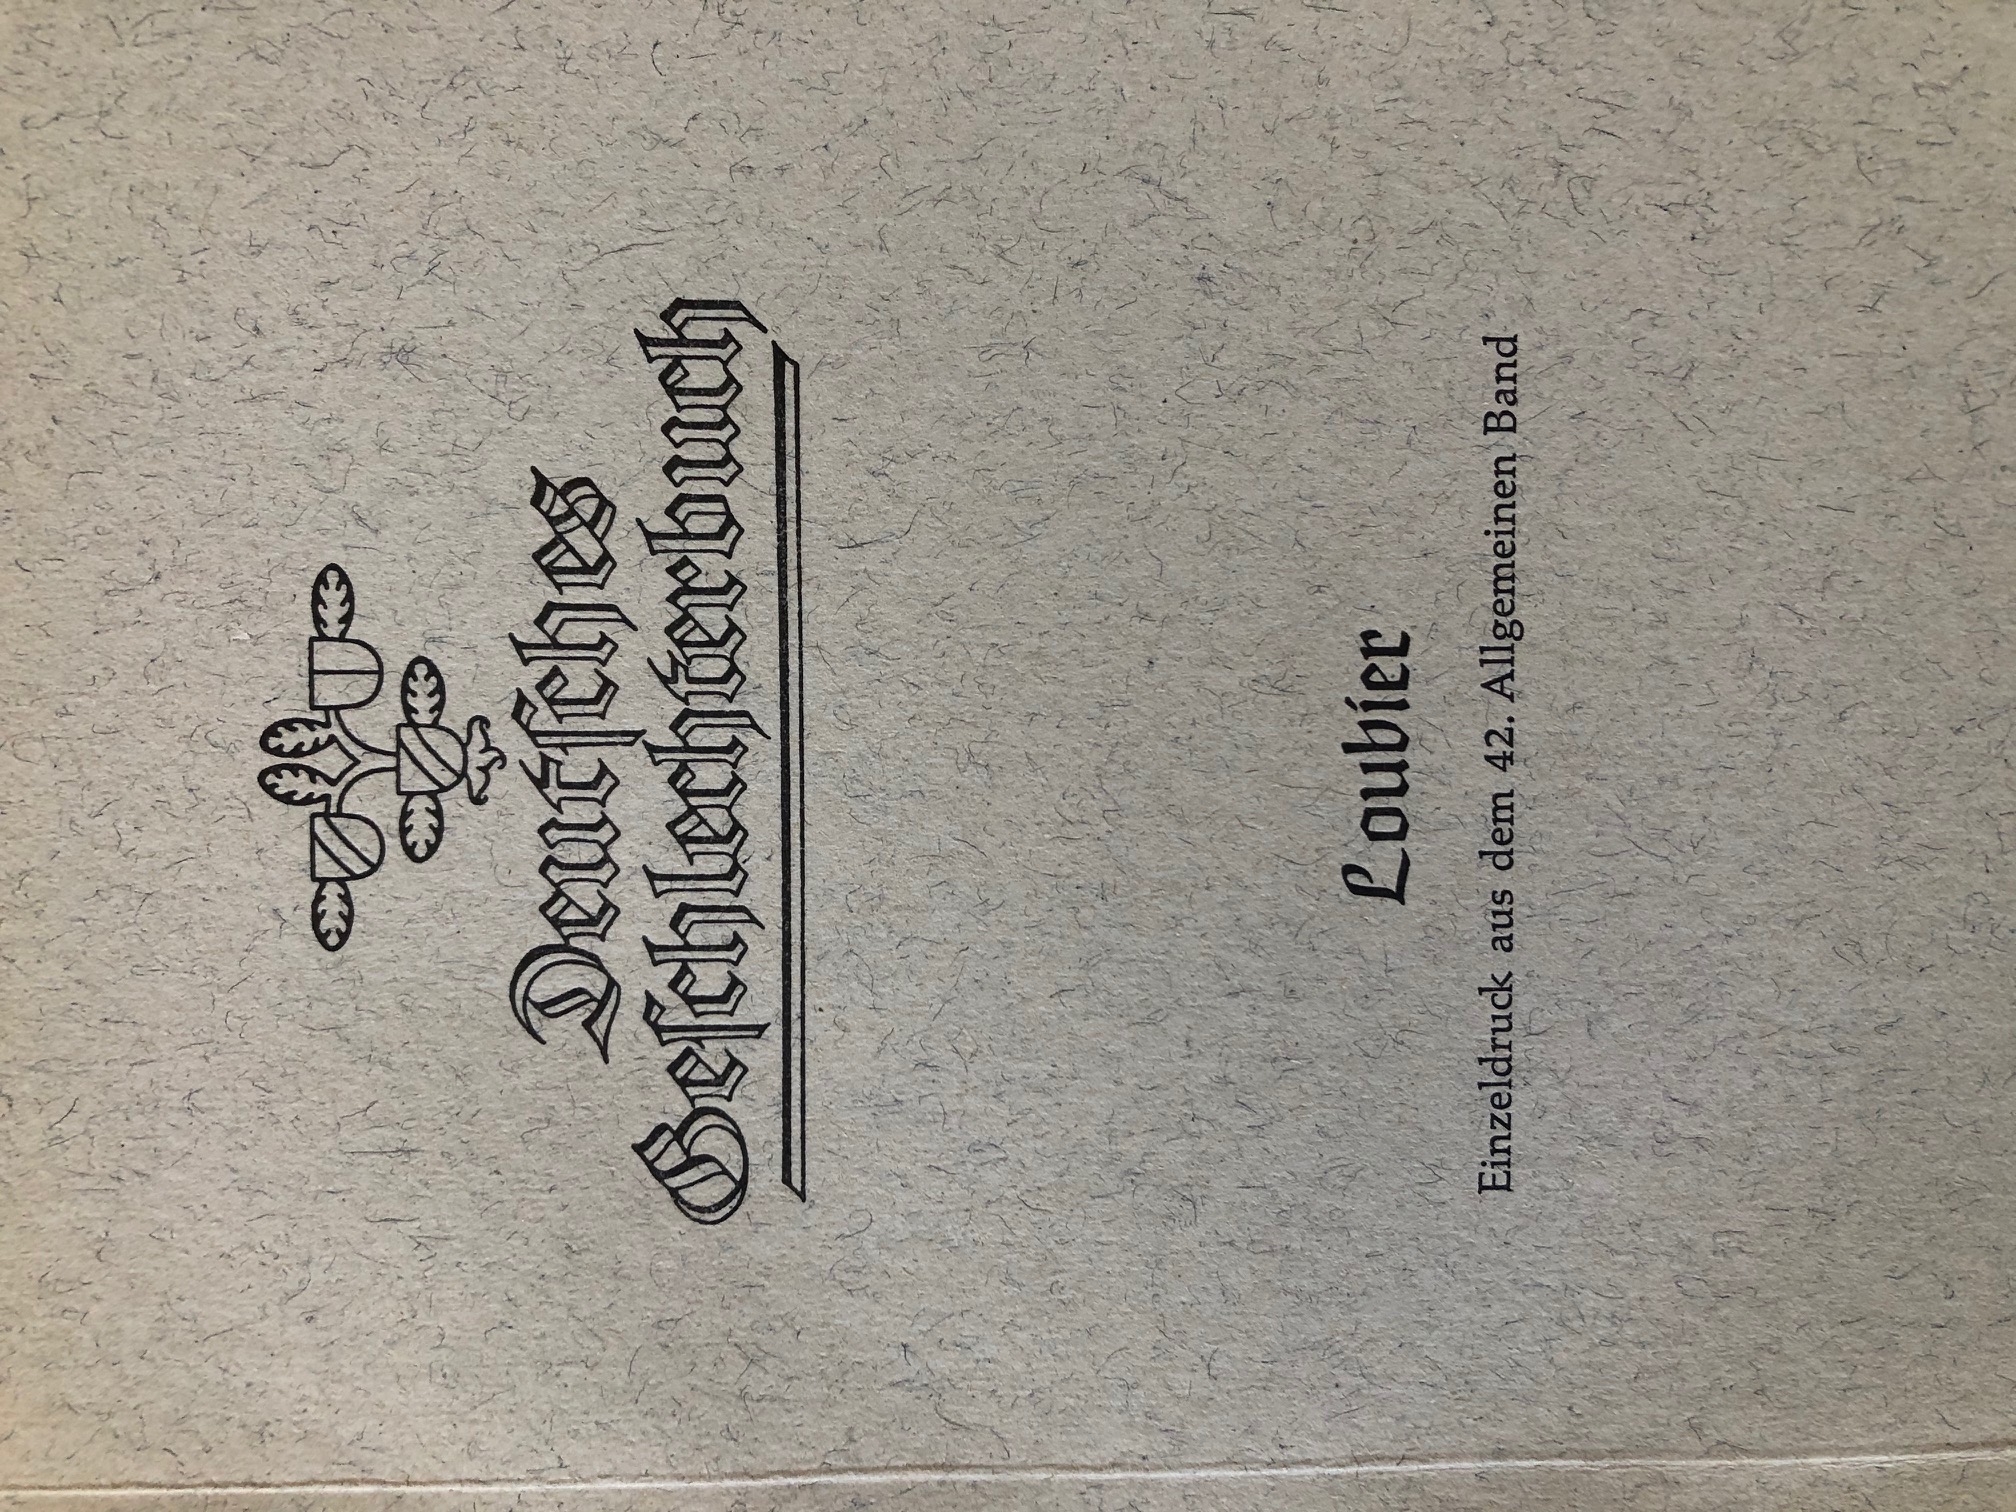 Deutſches
Geſchlechterbuch
Loubier
Einzeldruck aus dem 42. Allgemeinen Band